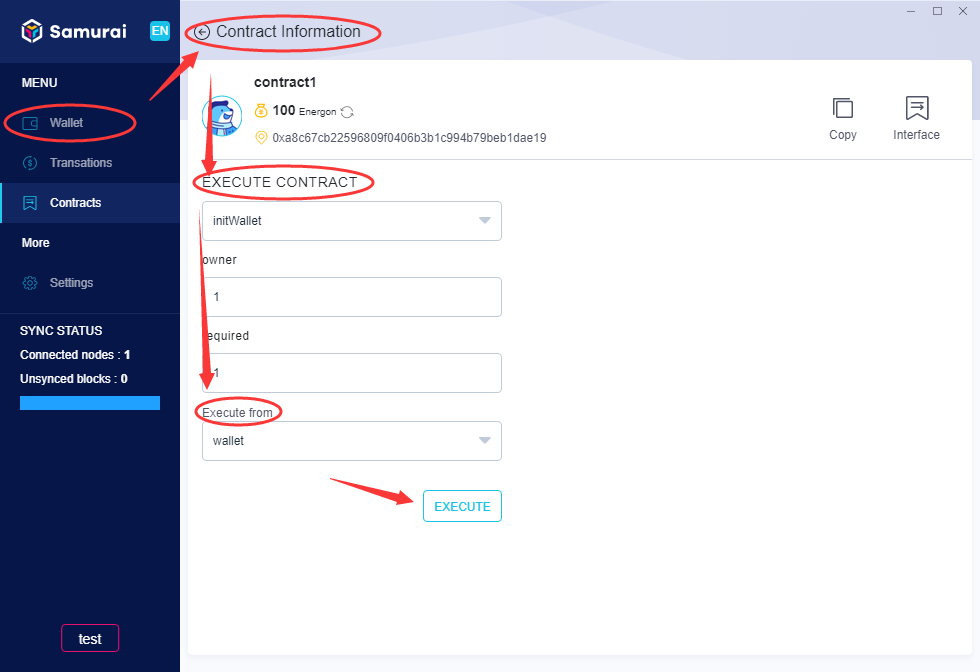 Samurai
EN
MENU
Wallet
Transations
Contracts
More
Settings
SYNC STATUS
Connected nodes : 1
Unsynced blocks : 0
test
Contract Information
contract1
100 Energon
0xa8c67cb22596809f0406b3b1c994b79beb1dae19
Copy
Interface
EXECUTE CONTRACT
initWallet
owner
1
required
1
Execute from
wallet
EXECUTE